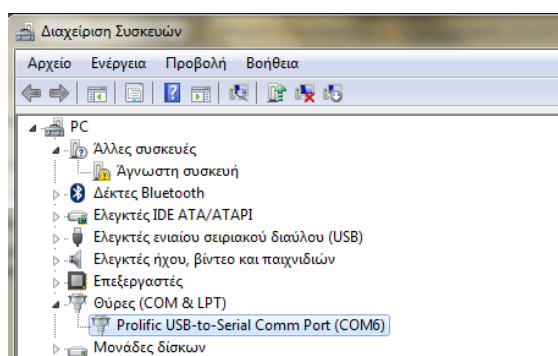 Διαχείριση Συσκευών
Αρχείο Ενέργεια Προβολή Βοήθεια
PC
Άλλες συσκευές
Άγνωστη συσκευή
Δέκτες Bluetooth
Ελεγκτές IDE ATA/ATAPI
Ελεγκτές ενιαίου σειριακού διαύλου (USB)
Ελεγκτές ήχου, βίντεο και παιχνιδιών
Επεξεργαστές
Θύρες (COM & LPT)
Prolific USB-to-Serial Comm Port (COM6)
Μονάδες δίσκων